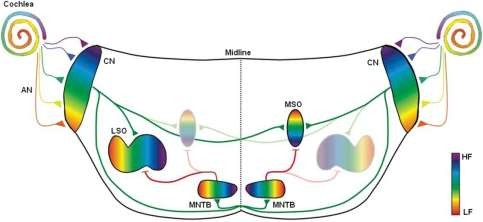 Cochlea
Midline
CN
CN
AN
MSO
LSO
HF
MNTB
MNTB
LF